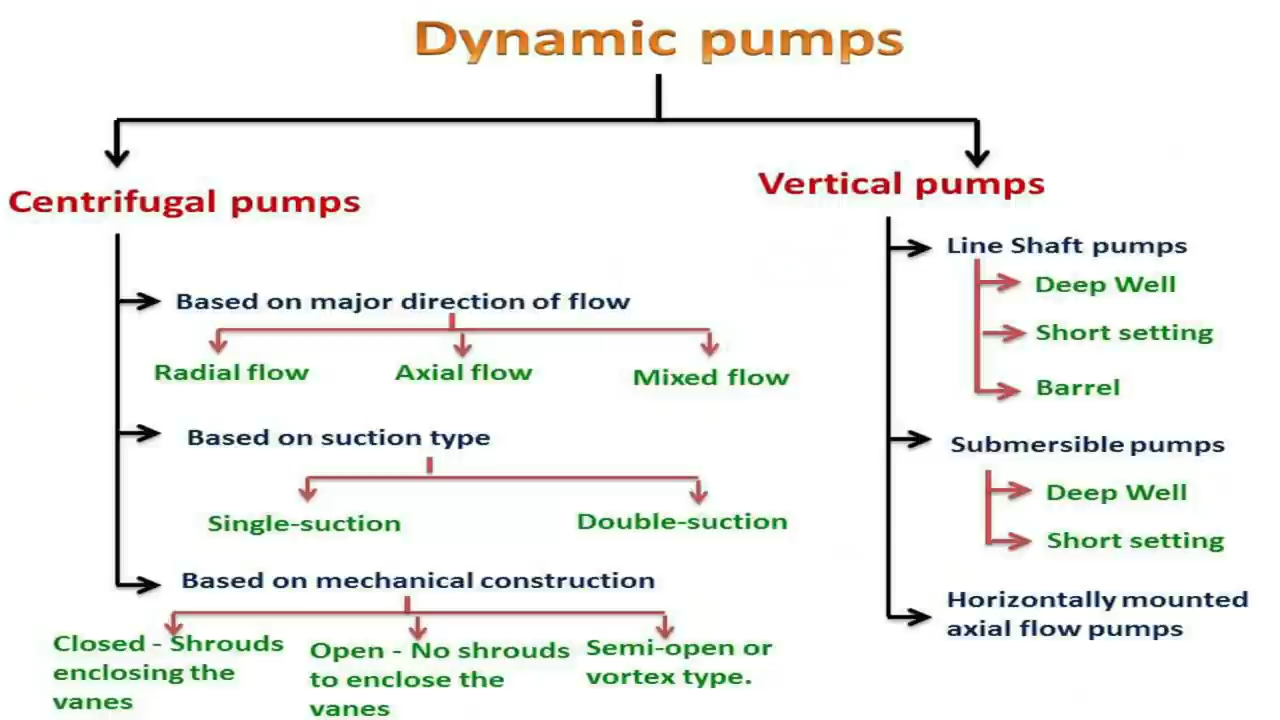 Dynamic pumps
Centrifugal pumps
Based on major direction of flow
Radial flow
Axial flow
Mixed flow
Based on suction type
Single-suction
Double-suction
Based on mechanical construction
Closed - Shrouds
enclosing the
vanes
Open - No shrouds
to enclose the
vanes
Semi-open or
vortex type.
Vertical pumps
Line Shaft pumps
Deep Well
Short setting
Barrel
Submersible pumps
Deep Well
Short setting
Horizontally mounted
axial flow pumps